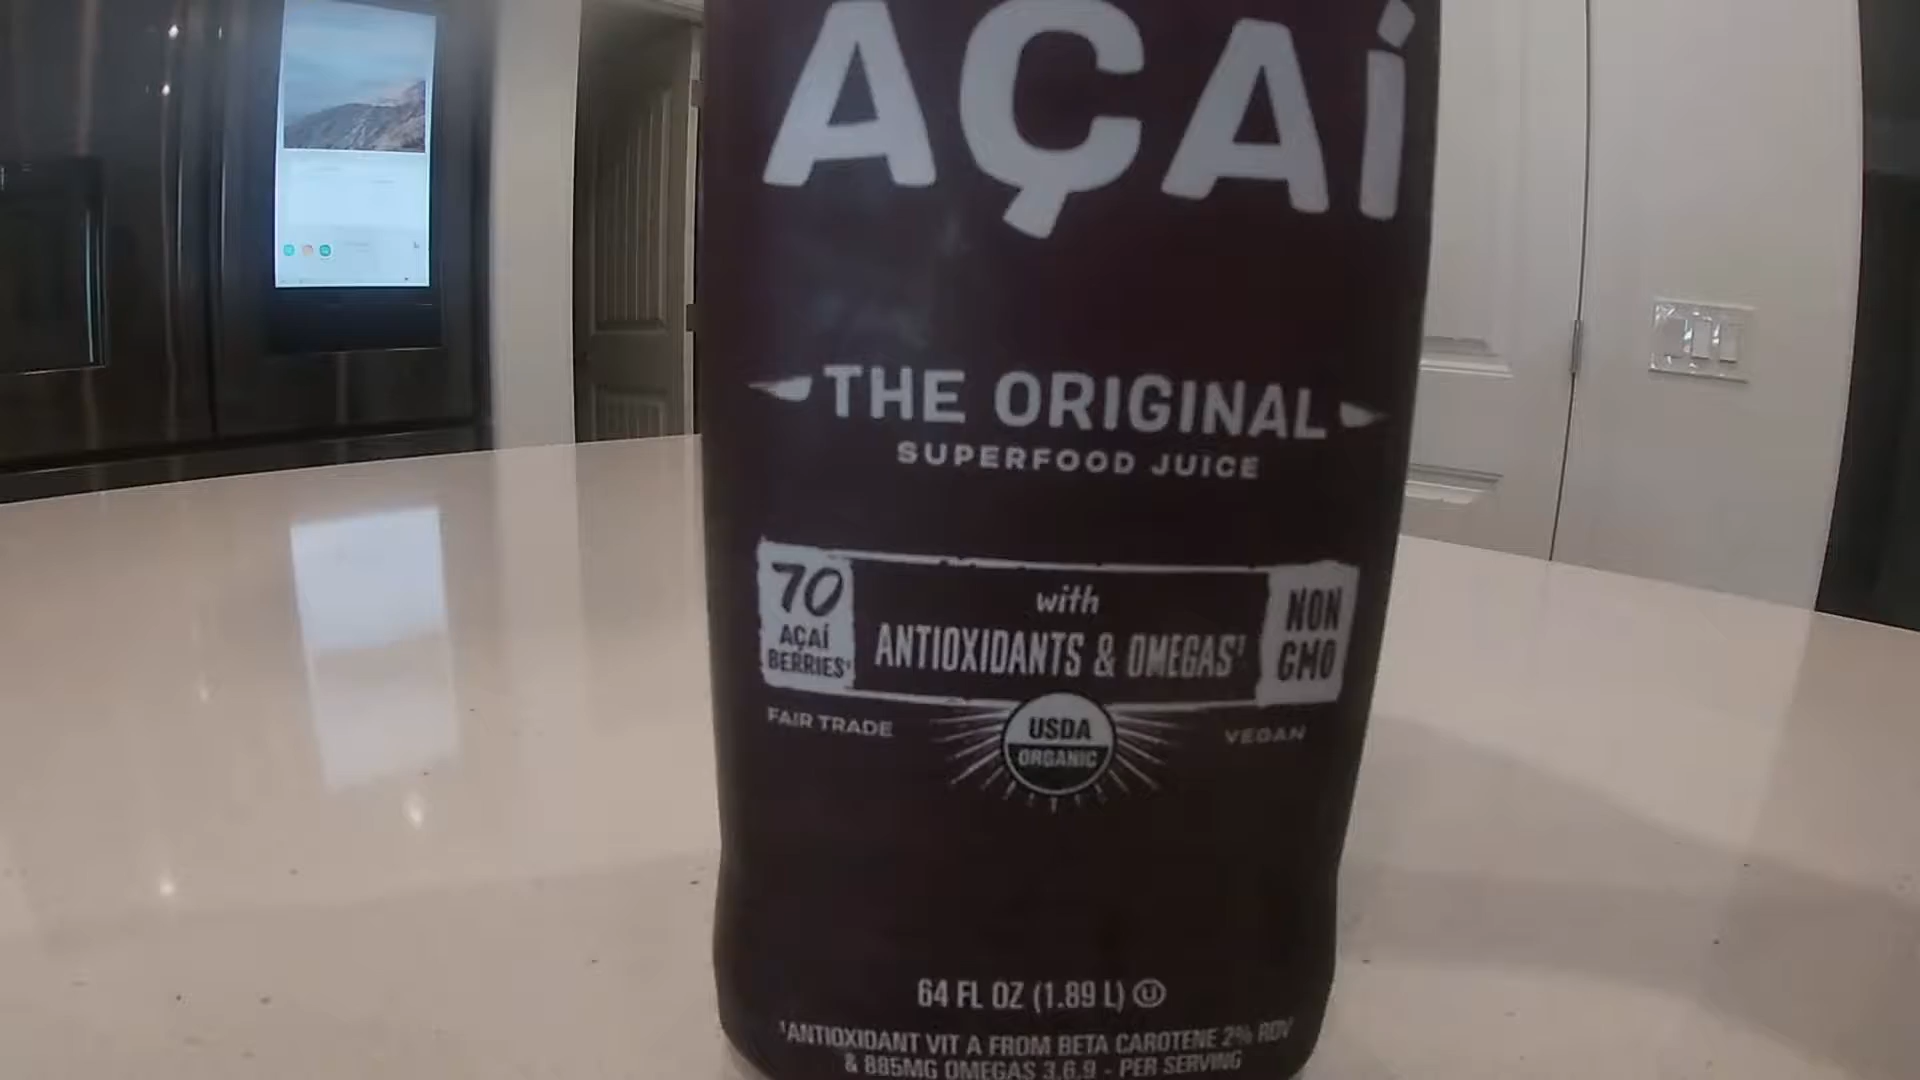 AÇAÍ
THE ORIGINAL
SUPERFOOD JUICE
70
AÇAÍ
BERRIES¹
with
ANTIOXIDANTS & OMEGAS¹
NON
GMO
FAIR TRADE
USDA
ORGANIC
VEGAN
64 FL OZ (1.89 L) U
¹ANTIOXIDANT VIT A FROM BETA CAROTENE 2% RDV
& 885MG OMEGAS 3,6,9 - PER SERVING